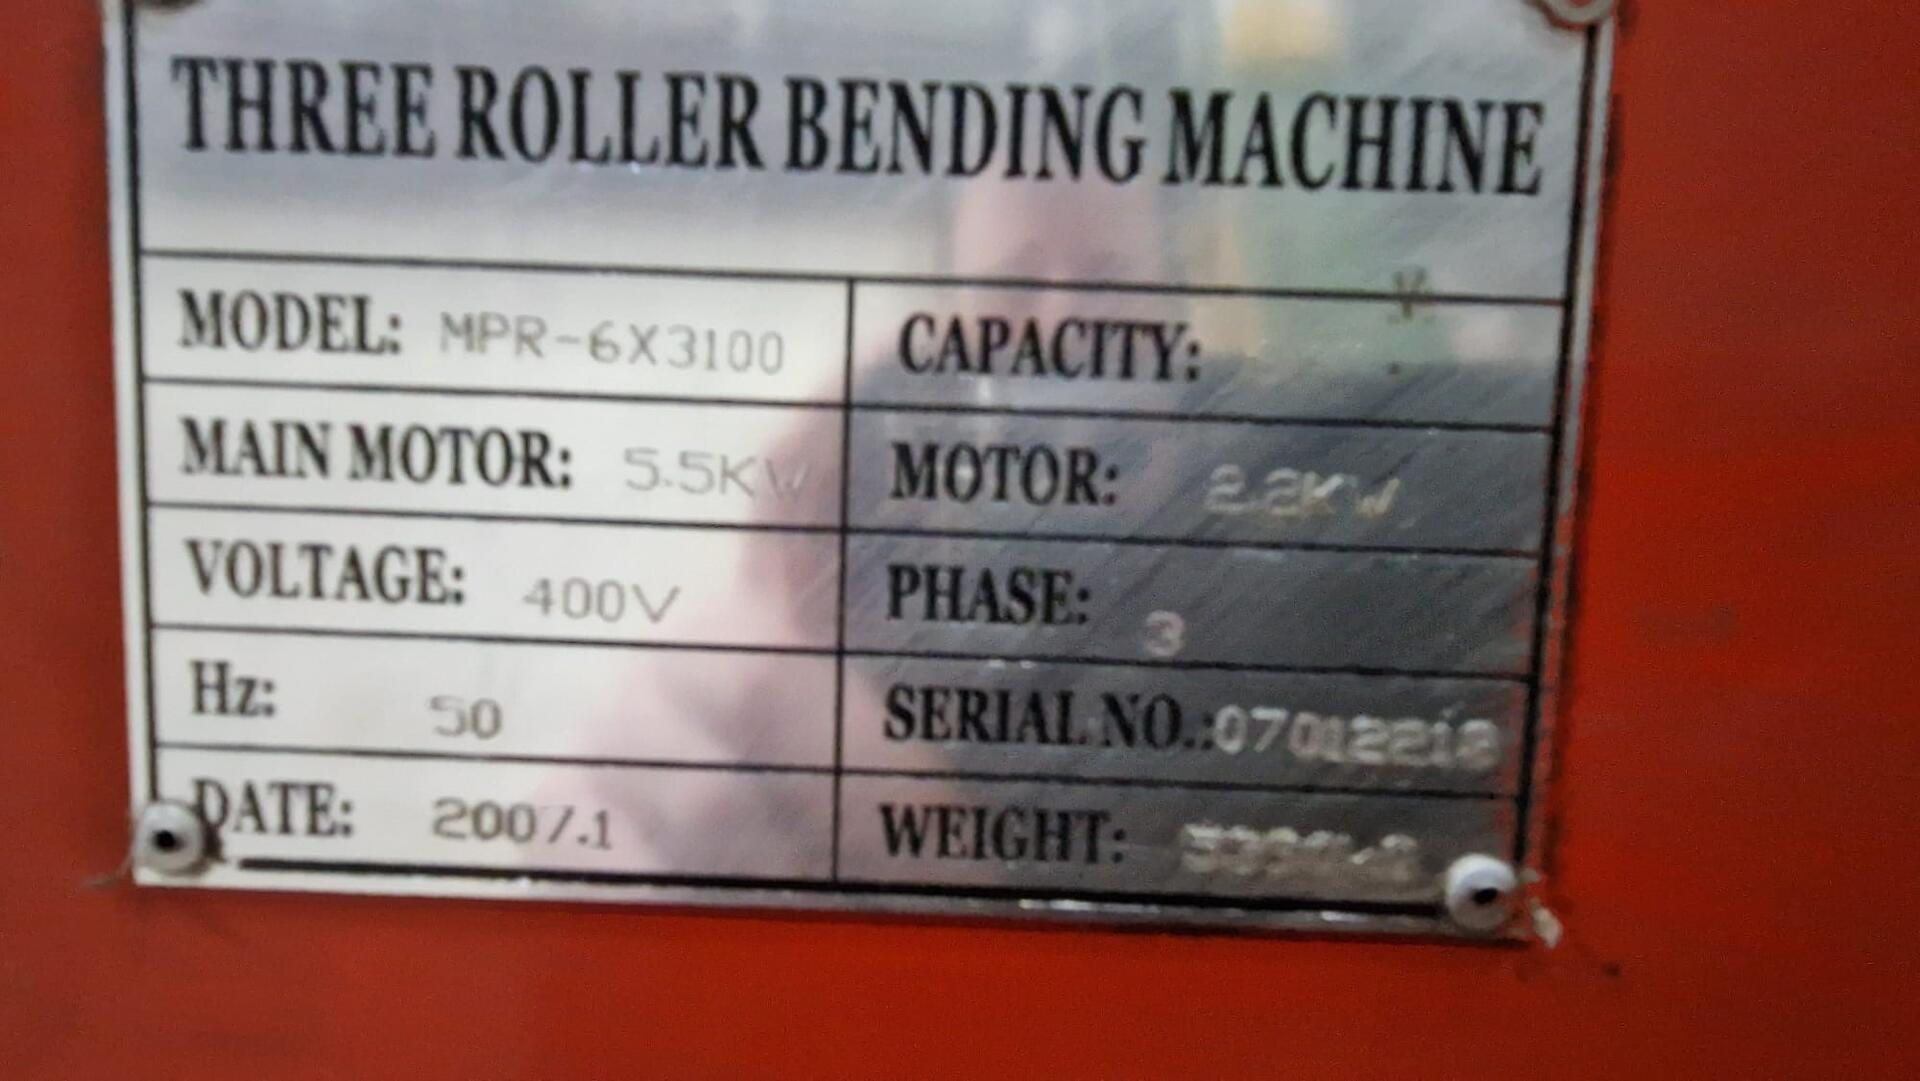 THREE ROLLER BENDING MACHINE
MODEL: MPR-6X3100 CAPACITY:
MAIN MOTOR: 5.5KW MOTOR: 2.2KW
VOLTAGE: 400V PHASE: 3
Hz: 50 SERIAL NO.:
DATE: 2007.1 WEIGHT: